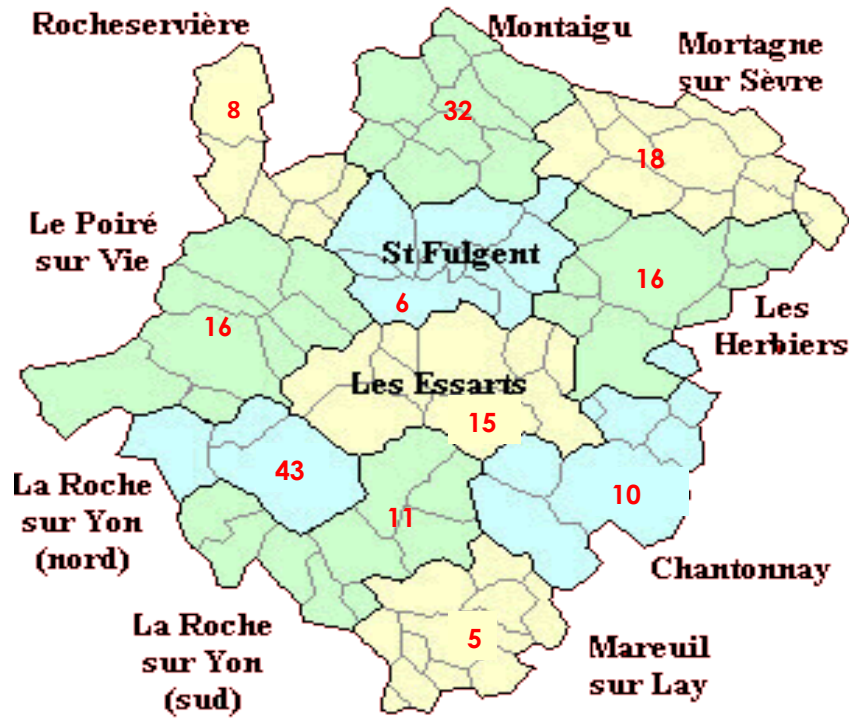 Rocheservière
Montaigu
Mortagne
sur Sèvre
8
32
18
Le Poiré
sur Vie
St Fulgent
16
6
16
Les
Herbiers
Les Essarts
15
La Roche
sur Yon
(nord)
43
11
10
Chantonnay
La Roche
sur Yon
(sud)
5
Mareuil
sur Lay